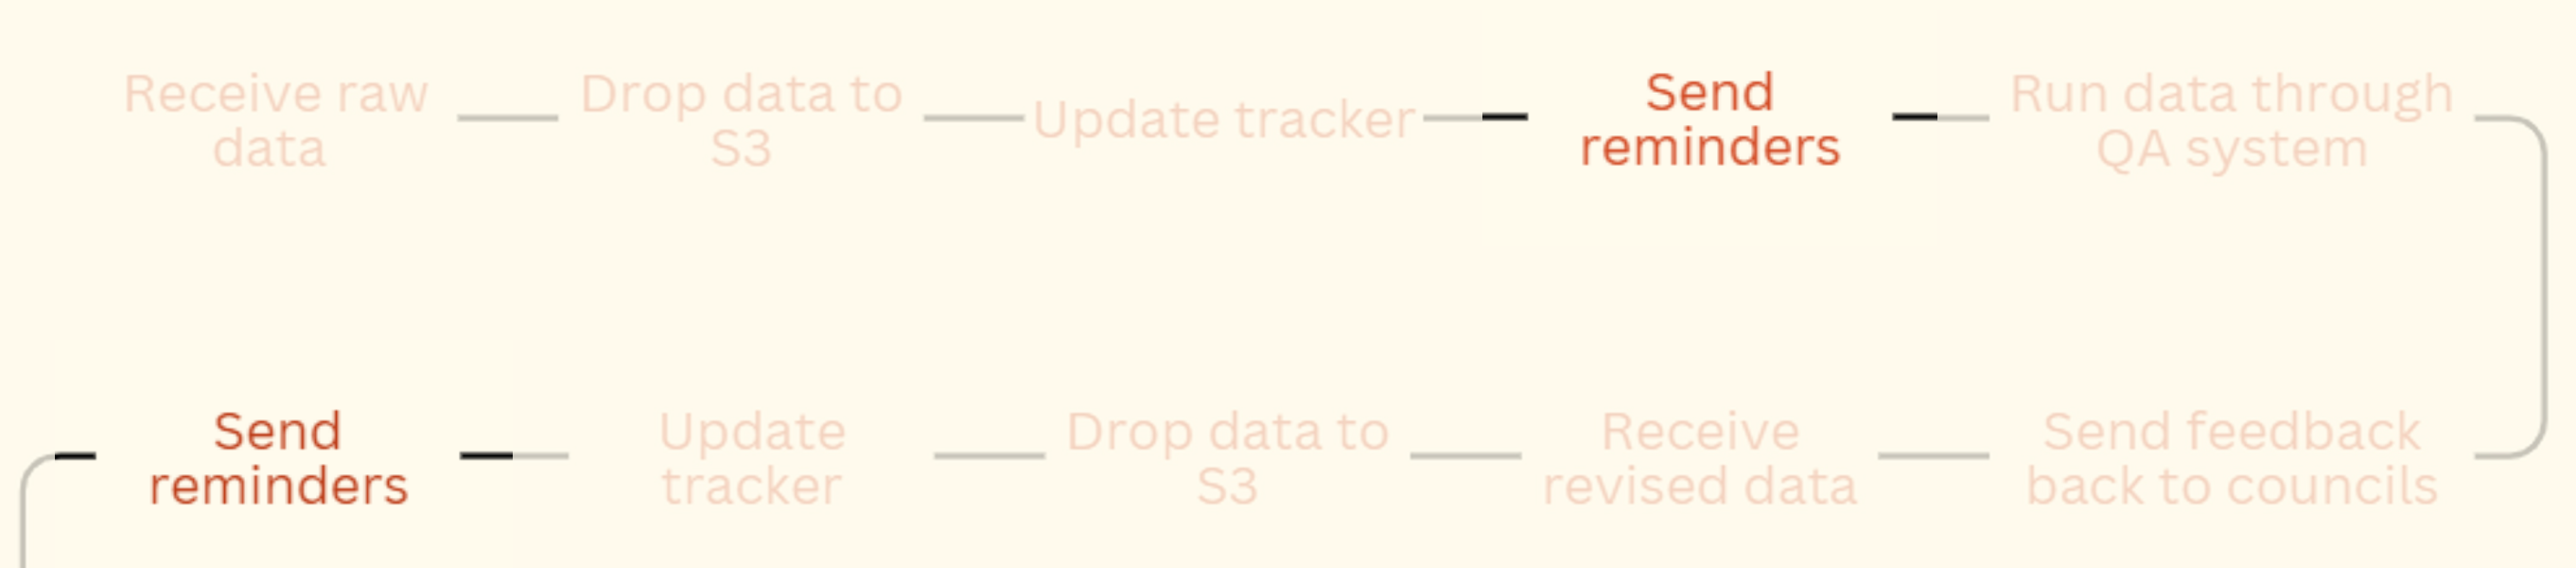 Receive raw
data
Drop data to
S3
Update tracker
Send
reminders
Run data through
QA system
Send feedback
back to councils
Receive
revised data
Drop data to
S3
Update
tracker
Send
reminders